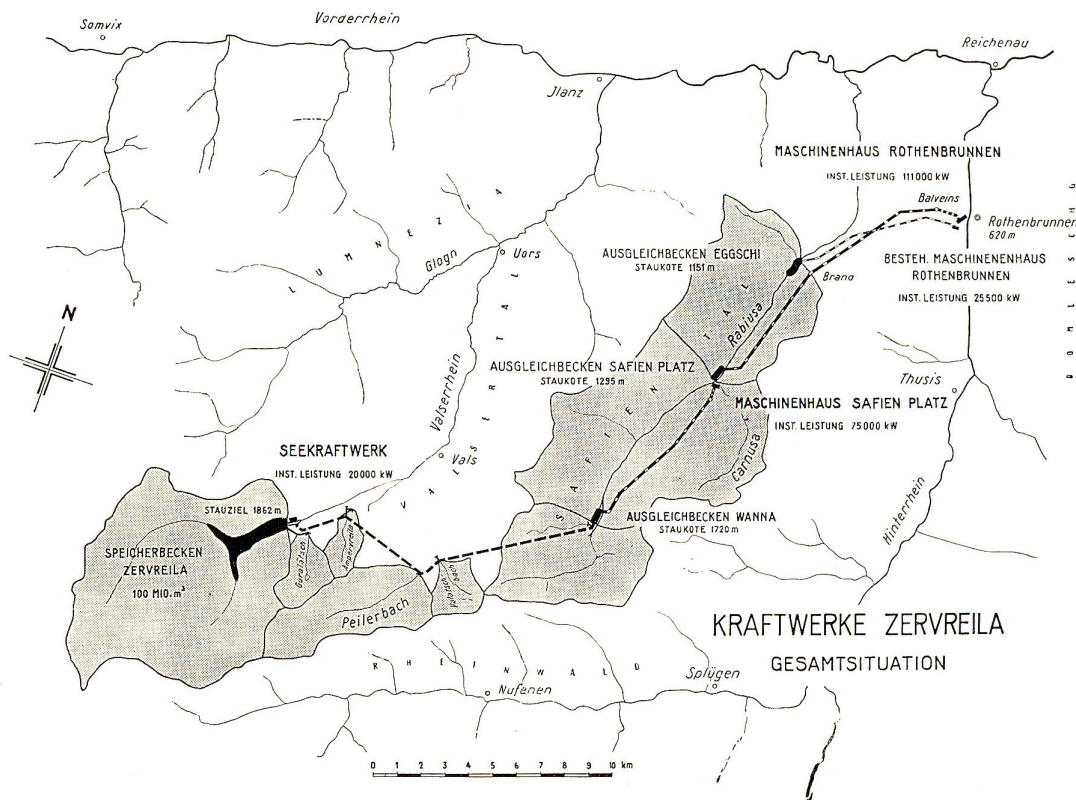 Somvix
Vorderrhein
Reichenau
Jlanz
MASCHINENHAUS ROTHENBRUNNEN
INST. LEISTUNG 111000 kW
Balveins
Rothenbrunnen
620 m
BESTEH. MASCHINENENHAUS
ROTHENBRUNNEN
INST. LEISTUNG 25500 kW
DOMLESCHG
LUMNEZIA
Glogn
Uors
AUSGLEICHBECKEN EGGSCHI
STAUKOTE 1151 m
Brand
Rabiusa
N
Valserrhein
VALSERTAL
AUSGLEICHBECKEN SAFIEN PLATZ
STAUKOTE 1295 m
SAFIENTAL
Thusis
MASCHINENHAUS SAFIEN PLATZ
INST. LEISTUNG 75000 kW
Carnusa
SEEKRAFTWERK
INST. LEISTUNG 20000 kW
Vals
STAUZIEL 1862 m
AUSGLEICHBECKEN WANNA
STAUKOTE 1720 m
Hinterrhein
SPEICHERBECKEN
ZERVREILA
100 MIO. m³
Peilerbach
KRAFTWERKE ZERVREILA
GESAMTSITUATION
RHEINWALD
Nufenen
Splügen
0 1 2 3 4 5 6 7 8 9 10 km